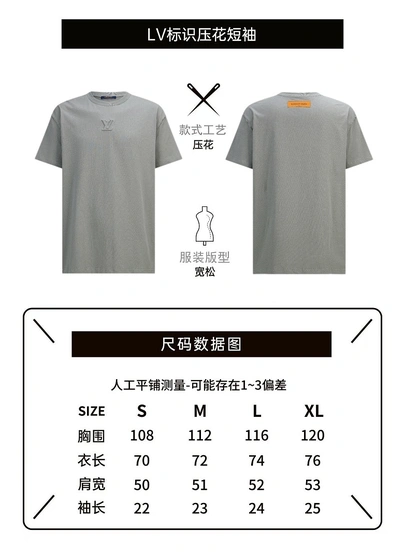 LV标识压花短袖
款式工艺
压花
服装版型
宽松
尺码数据图
人工平铺测量-可能存在1~3偏差
SIZE S M L XL
胸围 108 112 116 120
衣长 70 72 74 76
肩宽 50 51 52 53
袖长 22 23 24 25